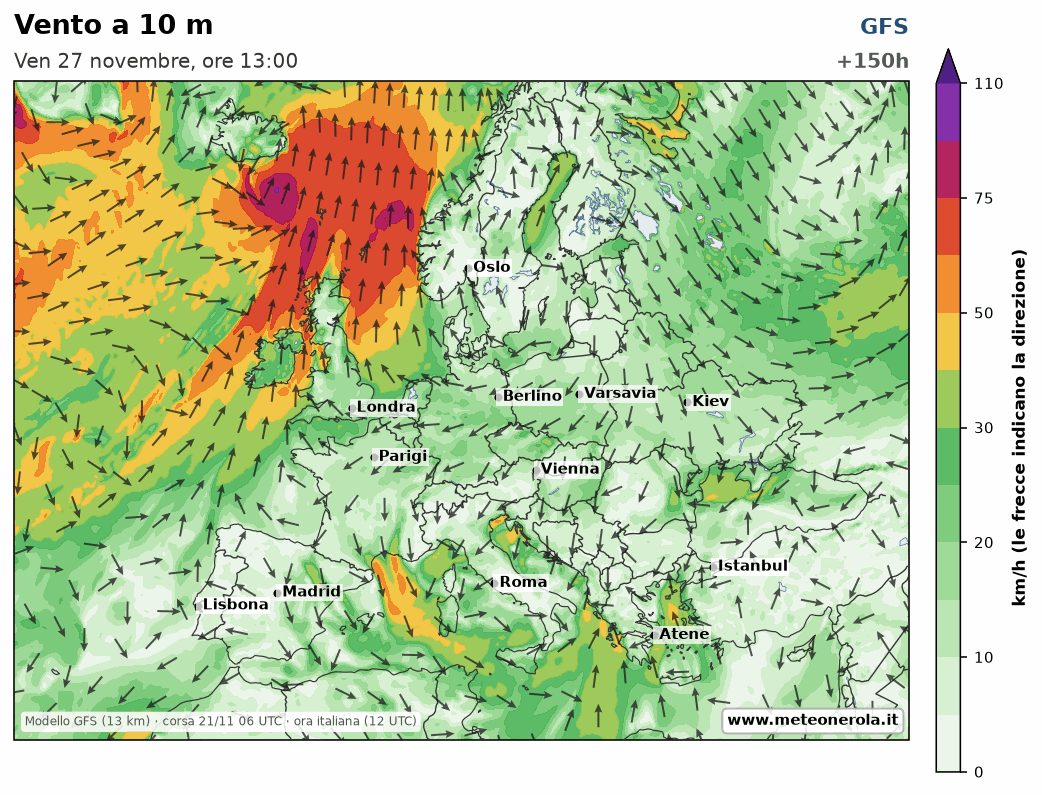 Vento a 10 m
GFS
Ven 27 novembre, ore 13:00
+150h
110
75
50
30
20
10
0
km/h (le frecce indicano la direzione)
Oslo
Berlino
Varsavia
Kiev
Londra
Parigi
Vienna
Istanbul
Roma
Madrid
Lisbona
Atene
Modello GFS (13 km) · corsa 21/11 06 UTC · ora italiana (12 UTC)
www.meteonerola.it